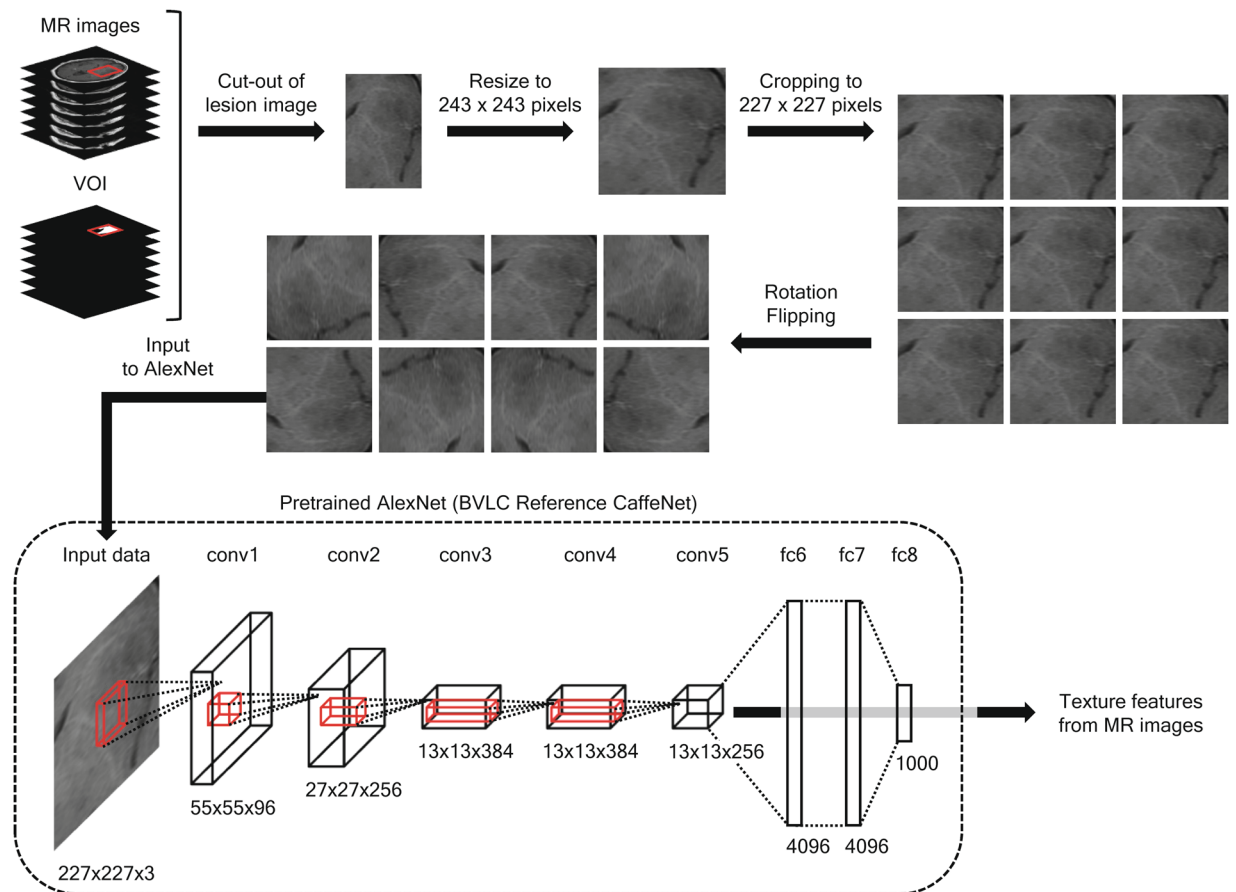 MR images
VOI
Cut-out of
lesion image
Resize to
243 x 243 pixels
Cropping to
227 x 227 pixels
Rotation
Flipping
Input
to AlexNet
Pretrained AlexNet (BVLC Reference CaffeNet)
Input data
conv1
conv2
conv3
conv4
conv5
fc6
fc7
fc8
227x227x3
55x55x96
27x27x256
13x13x384
13x13x384
13x13x256
4096
4096
1000
Texture features
from MR images